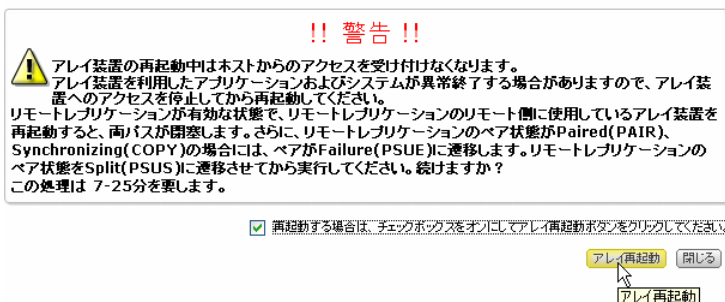 !! 警告 !!
アレイ装置の再起動中はホストからのアクセスを受け付けなくなります。
アレイ装置を利用したアプリケーションおよびシステムが異常終了する場合がありますので、アレイ装
置へのアクセスを停止してから再起動してください。
リモートレプリケーションが有効な状態で、リモートレプリケーションのリモート側に使用しているアレイ装置を
再起動すると、両パスが閉塞します。さらに、リモートレプリケーションのペア状態がPaired(PAIR)、
Synchronizing(COPY)の場合には、ペアがFailure(PSUE)に遷移します。リモートレプリケーションの
ペア状態をSplit(PSUS)に遷移させてから実行してください。続けますか?
この処理は 7-25分を要します。
再起動する場合は、チェックボックスをオンにしてアレイ再起動ボタンをクリックしてください。
アレイ再起動 閉じる
アレイ再起動